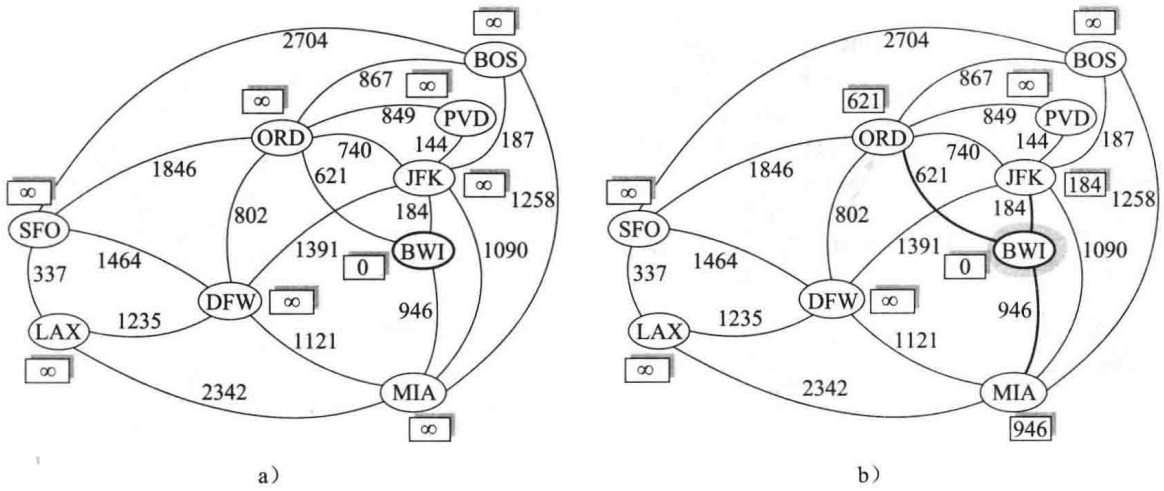 ∞ ∞
2704 BOS 2704 BOS
867 ∞ 867 ∞
∞ 849 PVD 621 849 PVD
ORD 144 187 ORD 144 187
740 740
1846 JFK ∞ 1846 JFK 184
∞ 621 ∞ 621
802 184 1258 802 184 1258
SFO 1391 BWI 1090 SFO 1391 BWI 1090
337 1464 0 337 1464 0
DFW ∞ 946 DFW ∞ 946
LAX 1235 LAX 1235
∞ 1121 ∞ 1121
2342 MIA 2342 MIA
∞ 946
a) b)